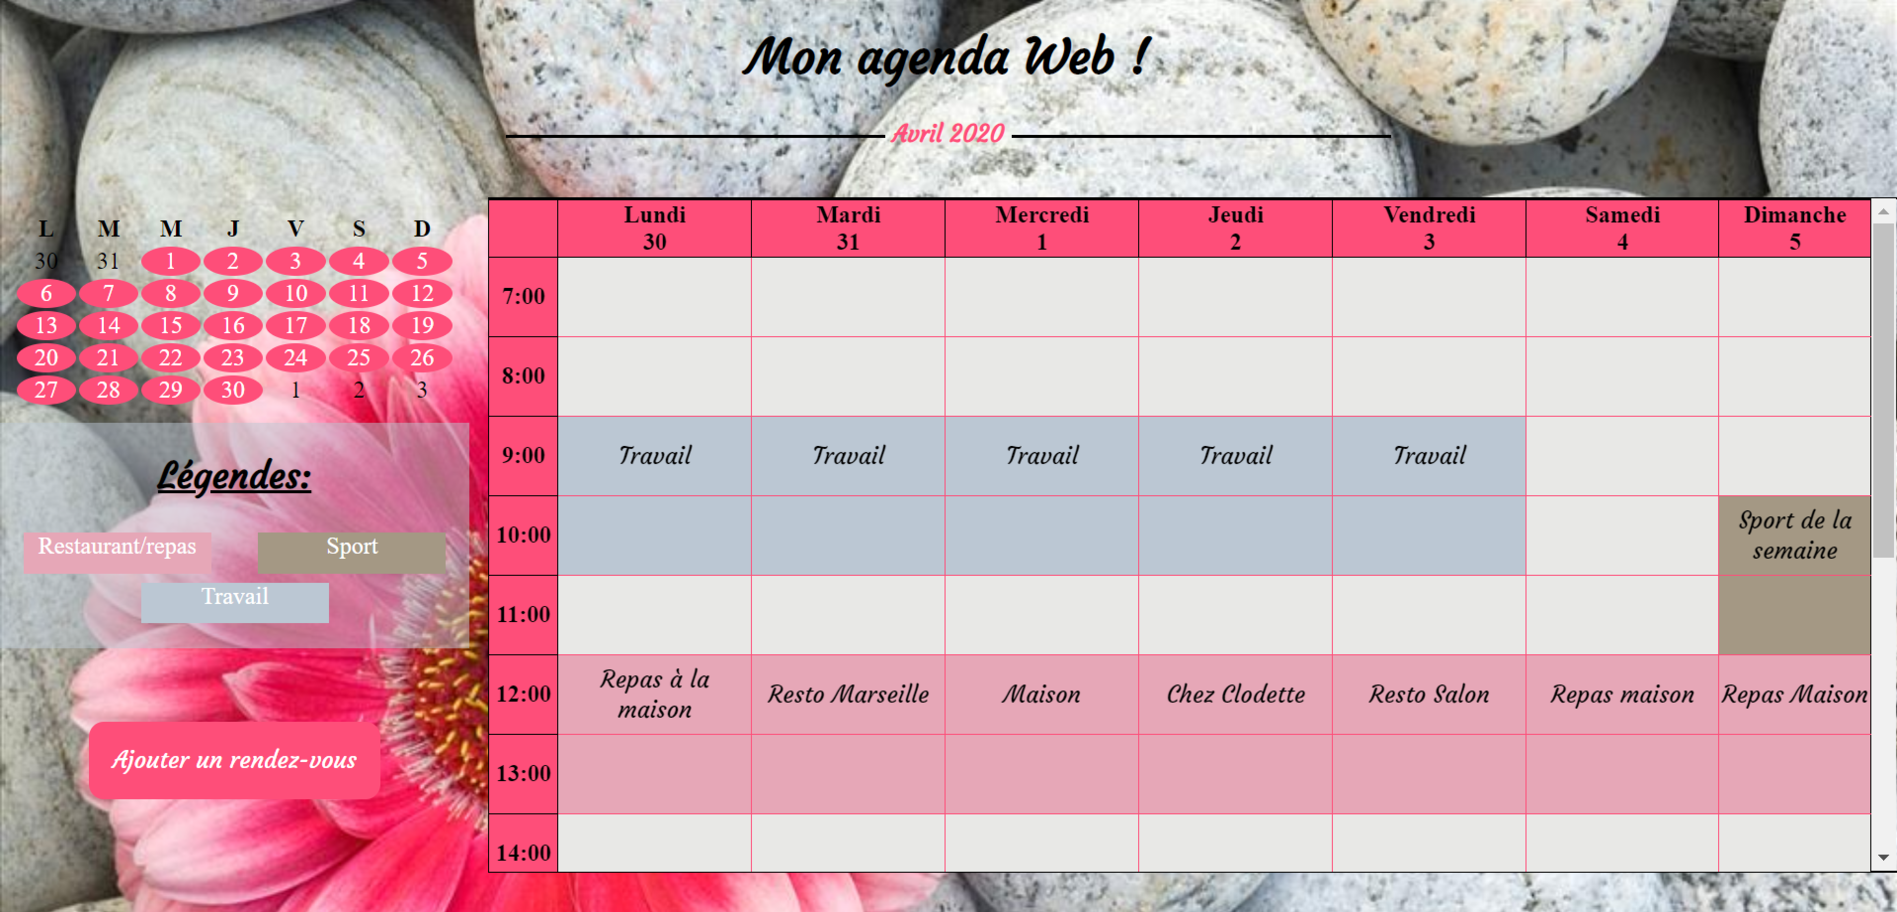 Mon agenda Web !
Avril 2020
L M M J V S D
30 31 1 2 3 4 5
6 7 8 9 10 11 12
13 14 15 16 17 18 19
20 21 22 23 24 25 26
27 28 29 30 1 2 3
Légendes:
Restaurant/repas Sport
Travail
Ajouter un rendez-vous
Lundi Mardi Mercredi Jeudi Vendredi Samedi Dimanche
30 31 1 2 3 4 5
7:00
8:00
9:00 Travail Travail Travail Travail Travail
10:00 Sport de la
semaine
11:00
12:00 Repas à la
maison Resto Marseille Maison Chez Clodette Resto Salon Repas maison Repas Maison
13:00
14:00